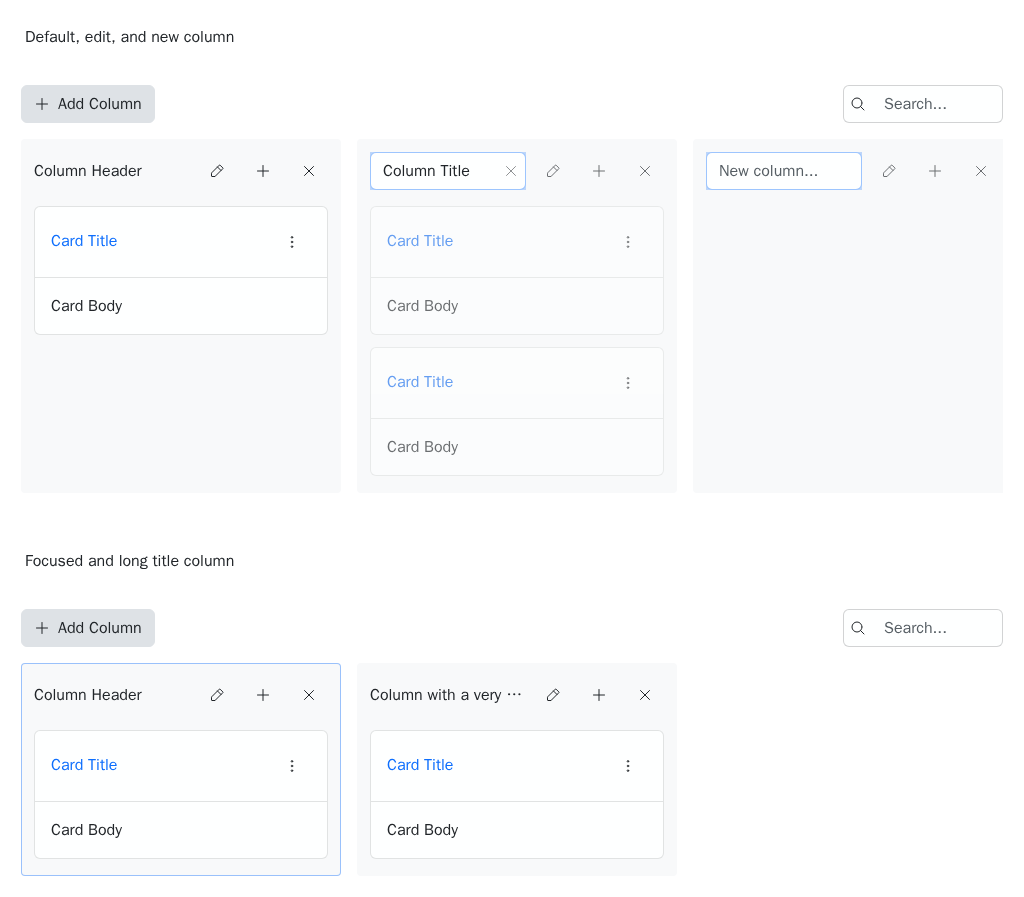 Default, edit, and new column
Add Column
Search...
Column Header
Column Title
New column...
Card Title
Card Title
Card Body
Card Body
Card Title
Card Body
Focused and long title column
Add Column
Search...
Column Header
Column with a very ...
Card Title
Card Title
Card Body
Card Body